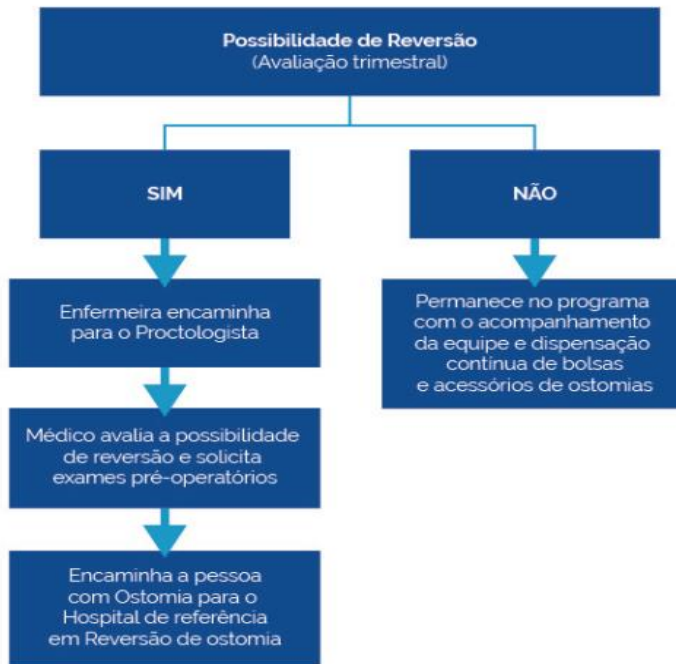 Possibilidade de Reversão
(Avaliação trimestral)
SIM
NÃO
Enfermeira encaminha
para o Proctologista
Permanece no programa
com o acompanhamento
da equipe e dispensação
contínua de bolsas
e acessórios de ostomias
Médico avalia a possibilidade
de reversão e solicita
exames pré-operatórios
Encaminha a pessoa
com Ostomia para o
Hospital de referência
em Reversão de ostomia